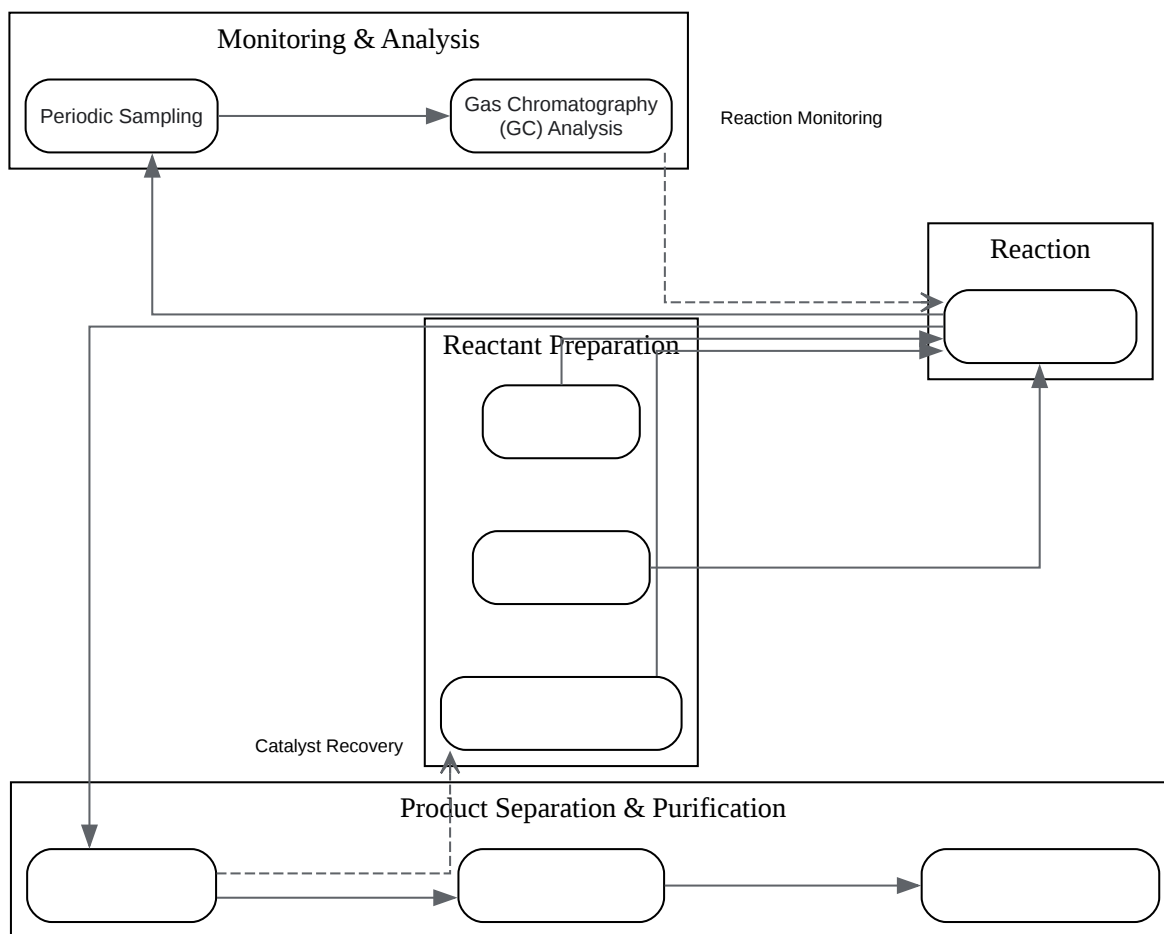 Monitoring & Analysis
Periodic Sampling
Gas Chromatography
(GC) Analysis
Reaction Monitoring
Reaction
Reactant Preparation
Catalyst Recovery
Product Separation & Purification